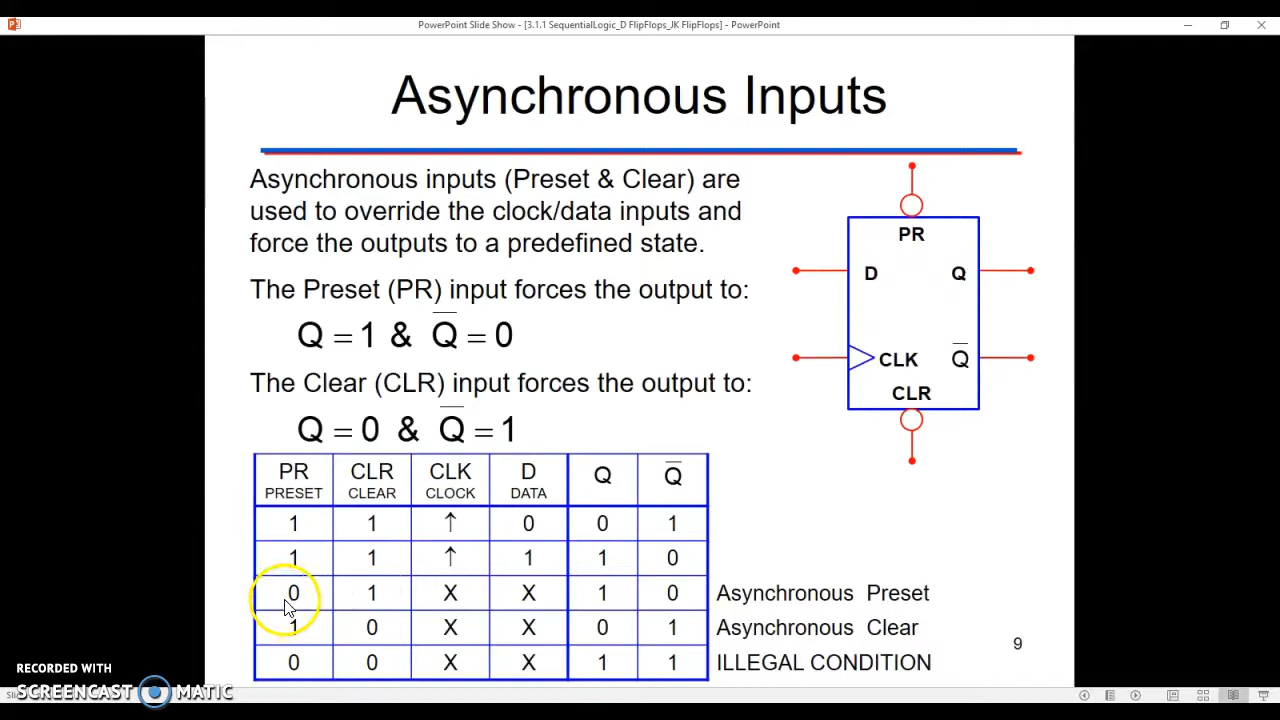 PowerPoint Slide Show - [3.1.1 SequentialLogic_D FlipFlops_JK FlipFlops] - PowerPoint
Asynchronous Inputs
Asynchronous inputs (Preset & Clear) are
used to override the clock/data inputs and
force the outputs to a predefined state.
The Preset (PR) input forces the output to:
Q = 1 & Q̅ = 0
The Clear (CLR) input forces the output to:
Q = 0 & Q̅ = 1
PR
D Q
CLK Q̅
CLR
PR CLR CLK D Q Q̅
PRESET CLEAR CLOCK DATA
1 1 ↑ 0 0 1
1 1 ↑ 1 1 0
0 1 X X 1 0 Asynchronous Preset
1 0 X X 0 1 Asynchronous Clear
0 0 X X 1 1 ILLEGAL CONDITION
9
RECORDED WITH
SCREENCAST MATIC